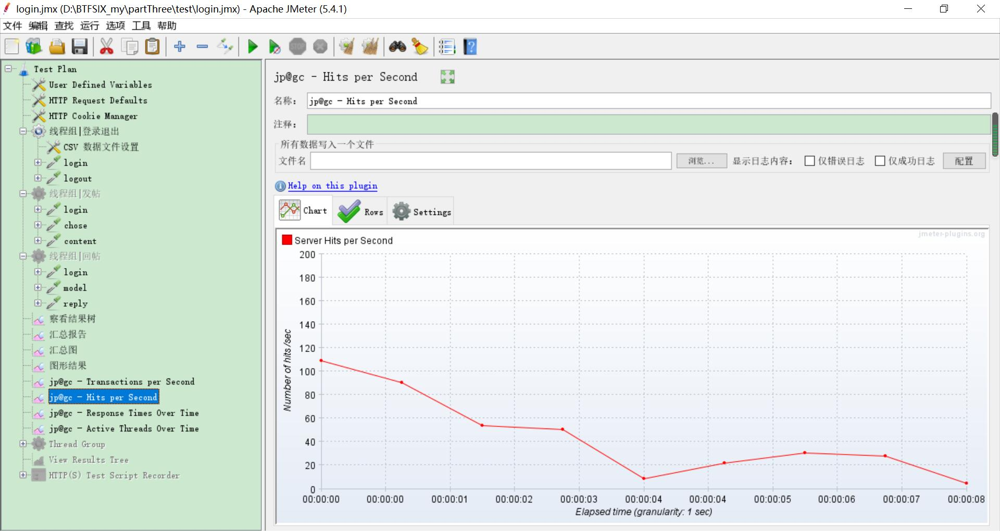 login.jmx (D:\BTFSIX_my\partThree\test\login.jmx) - Apache JMeter (5.4.1)
文件 编辑 查找 运行 选项 工具 帮助
STOP
Test Plan
User Defined Variables
HTTP Request Defaults
HTTP Cookie Manager
线程组|登录退出
CSV 数据文件设置
login
logout
线程组|发帖
login
chose
content
线程组|回帖
login
model
reply
察看结果树
汇总报告
汇总图
图形结果
jp@gc - Transactions per Second
jp@gc - Hits per Second
jp@gc - Response Times Over Time
jp@gc - Active Threads Over Time
Thread Group
View Results Tree
HTTP(S) Test Script Recorder
jp@gc - Hits per Second
名称： jp@gc - Hits per Second
注释：
所有数据写入一个文件
文件名 浏览... 显示日志内容： 仅错误日志 仅成功日志 配置
Help on this plugin
Chart Rows Settings
jmeter-plugins.org
Server Hits per Second
200
180
160
140
120
100
80
60
40
20
0
Number of hits /sec
00:00:00 00:00:00 00:00:01 00:00:02 00:00:03 00:00:04 00:00:04 00:00:05 00:00:06 00:00:07 00:00:08
Elapsed time (granularity: 1 sec)